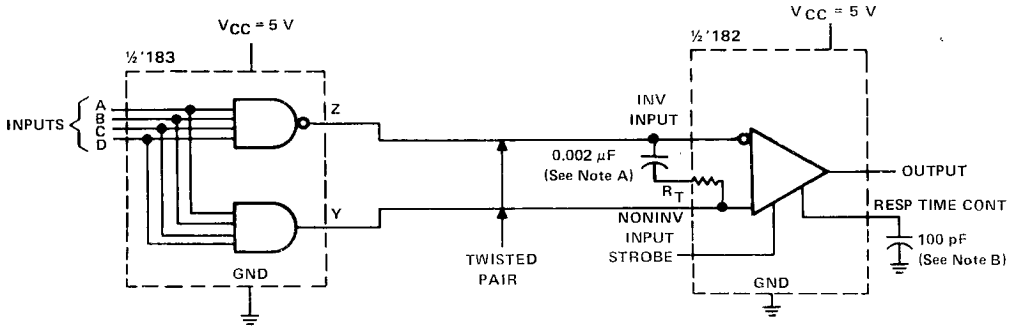 VCC = 5 V
VCC = 5 V
½ '183
½ '182
INPUTS
A
B
C
D
Z
Y
GND
TWISTED
PAIR
INV
INPUT
0.002 µF
(See Note A)
RT
NONINV
INPUT
STROBE
GND
OUTPUT
RESP TIME CONT
100 pF
(See Note B)